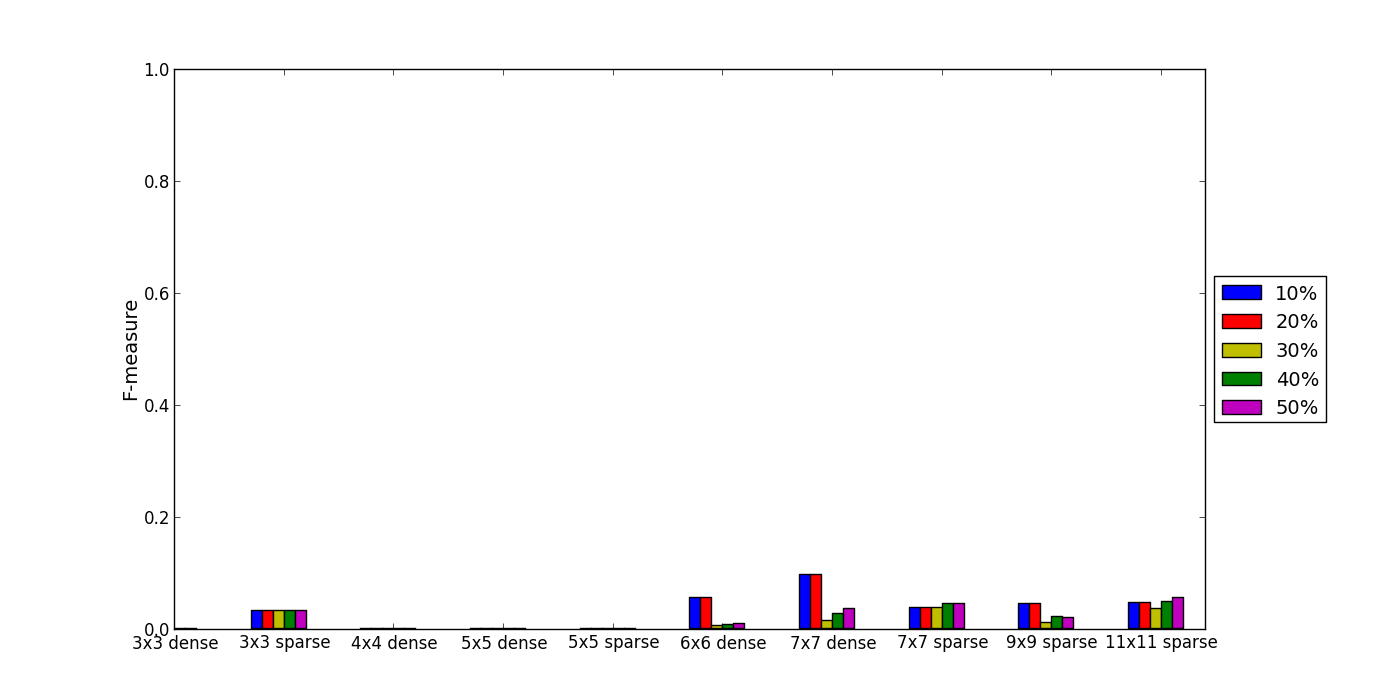 1.0
0.8
0.6
0.4
0.2
0.0
F-measure
3x3 dense
3x3 sparse
4x4 dense
5x5 dense
5x5 sparse
6x6 dense
7x7 dense
7x7 sparse
9x9 sparse
11x11 sparse
10%
20%
30%
40%
50%